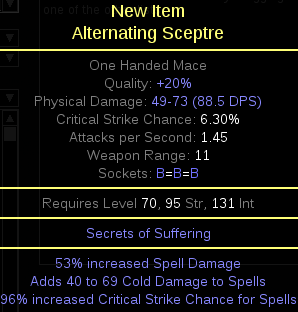 New Item
Alternating Sceptre
One Handed Mace
Quality: +20%
Physical Damage: 49-73 (88.5 DPS)
Critical Strike Chance: 6.30%
Attacks per Second: 1.45
Weapon Range: 11
Sockets: B=B=B
Requires Level 70, 95 Str, 131 Int
Secrets of Suffering
53% increased Spell Damage
Adds 40 to 69 Cold Damage to Spells
96% increased Critical Strike Chance for Spells